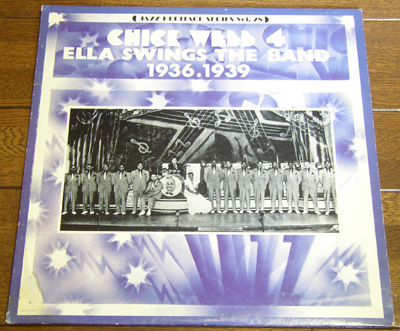 JAZZ HERITAGE SERIES Vol. 28
CHICK WEBB 4
ELLA SWINGS THE BAND
1936.1939